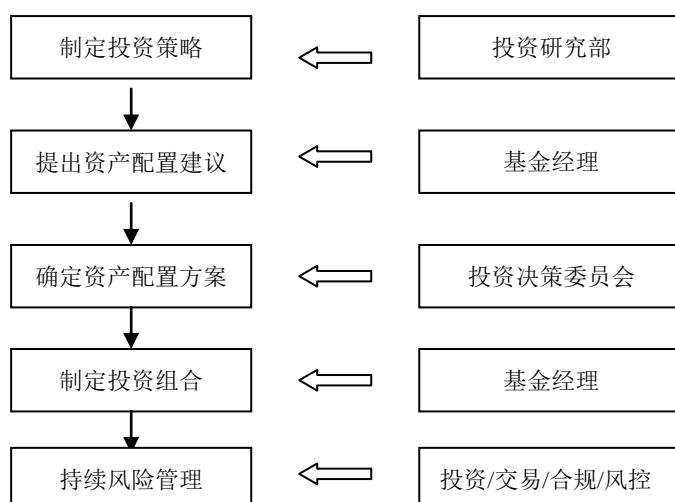 制定投资策略
投资研究部
提出资产配置建议
基金经理
确定资产配置方案
投资决策委员会
制定投资组合
基金经理
持续风险管理
投资/交易/合规/风控